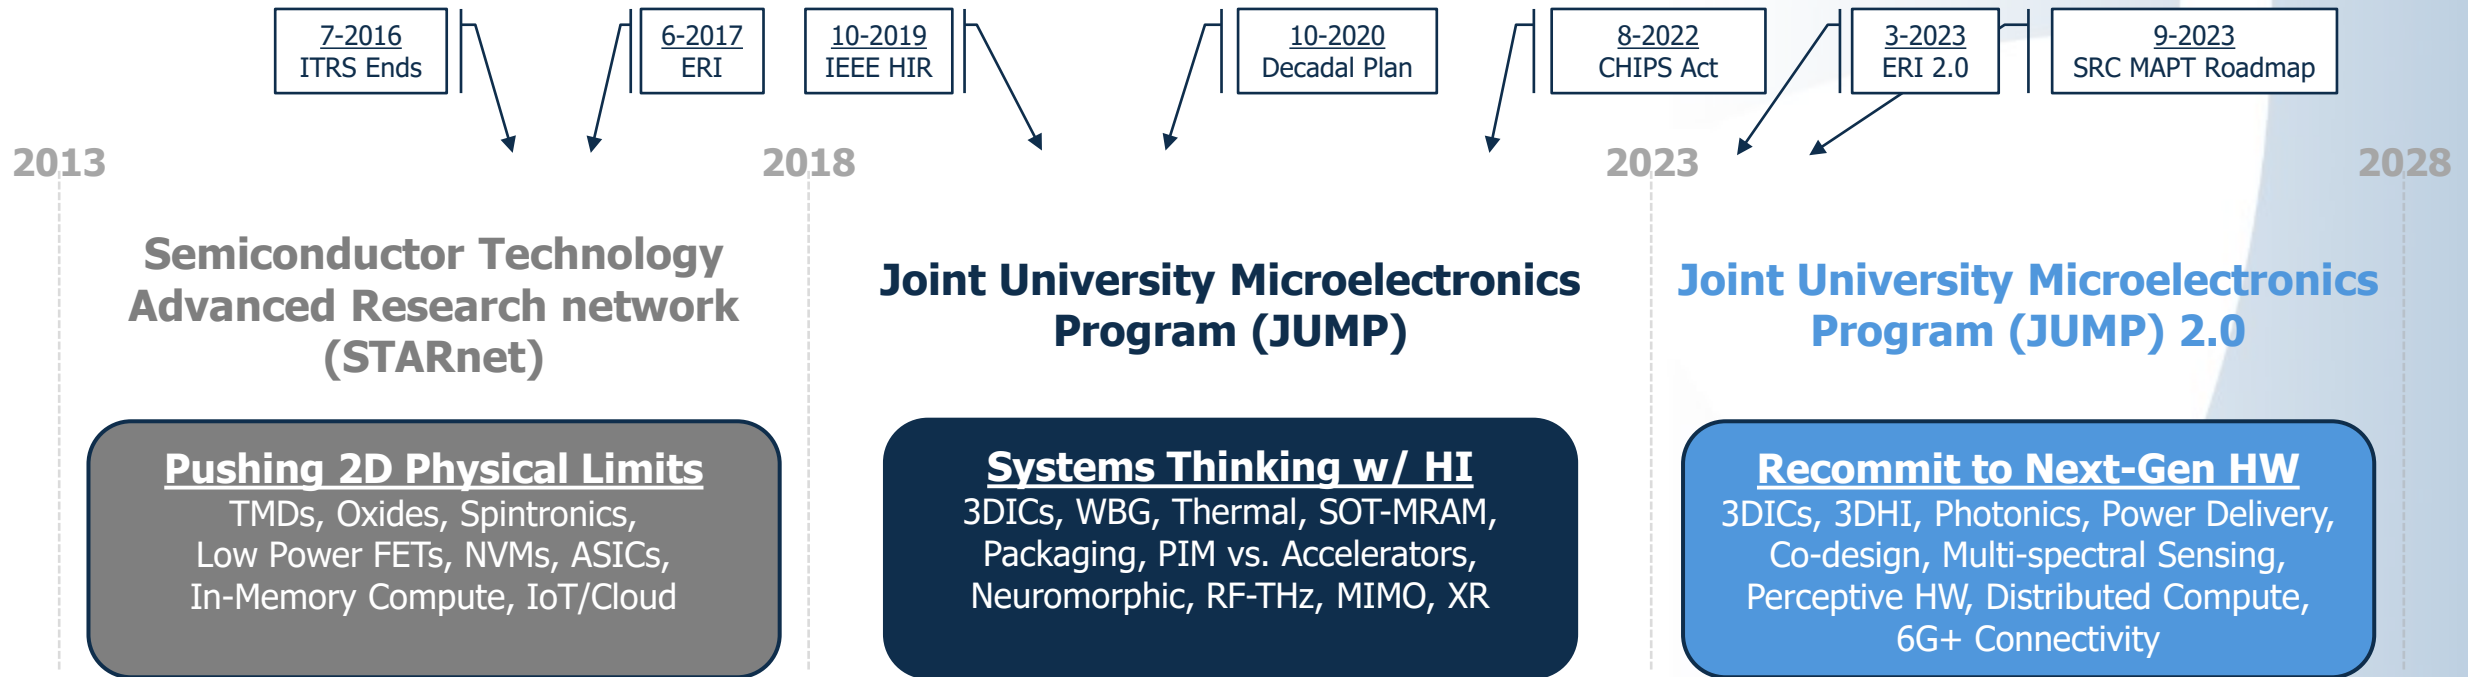 7-2016
ITRS Ends
6-2017
ERI
10-2019
IEEE HIR
10-2020
Decadal Plan
8-2022
CHIPS Act
3-2023
ERI 2.0
9-2023
SRC MAPT Roadmap
2013
2018
2023
2028
Semiconductor Technology
Advanced Research network
(STARnet)
Joint University Microelectronics
Program (JUMP)
Joint University Microelectronics
Program (JUMP) 2.0
Pushing 2D Physical Limits
TMDs, Oxides, Spintronics,
Low Power FETs, NVMs, ASICs,
In-Memory Compute, IoT/Cloud
Systems Thinking w/ HI
3DICs, WBG, Thermal, SOT-MRAM,
Packaging, PIM vs. Accelerators,
Neuromorphic, RF-THz, MIMO, XR
Recommit to Next-Gen HW
3DICs, 3DHI, Photonics, Power Delivery,
Co-design, Multi-spectral Sensing,
Perceptive HW, Distributed Compute,
6G+ Connectivity